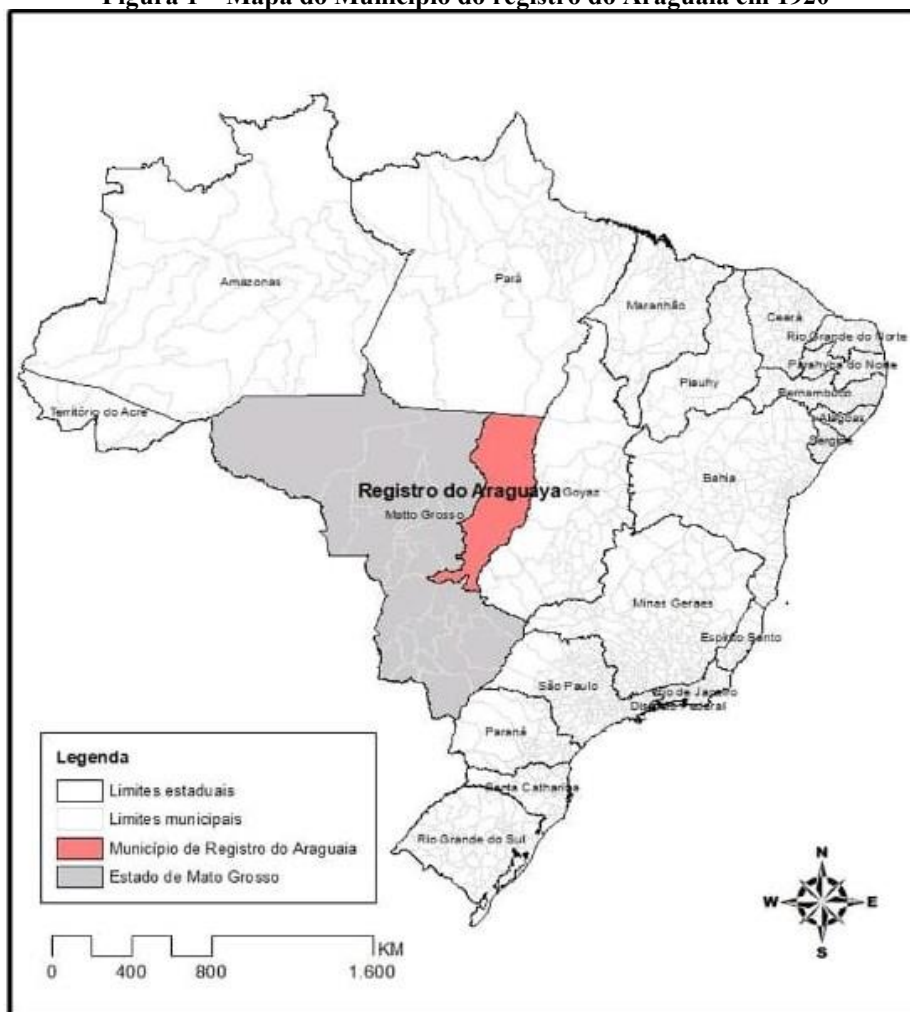 Figura 1 – Mapa do Município do registro do Araguaia em 1920
Amazonas
Pará
Maranhão
Ceará
Rio Grande do Norte
Parahyba do Norte
Piauhy
Pernambuco
Território do Acre
Alagoas
Sergipe
Bahia
Registro do Araguaya
Goyaz
Matto Grosso
Minas Geraes
Espirito Santo
São Paulo
Rio de Janeiro
Districto Federal
Paraná
Santa Catharina
Rio Grande do Sul
Legenda
Limites estaduais
Limites municipais
Município de Registro do Araguaia
Estado de Mato Grosso
N
W
E
S
KM
0 400 800 1.600